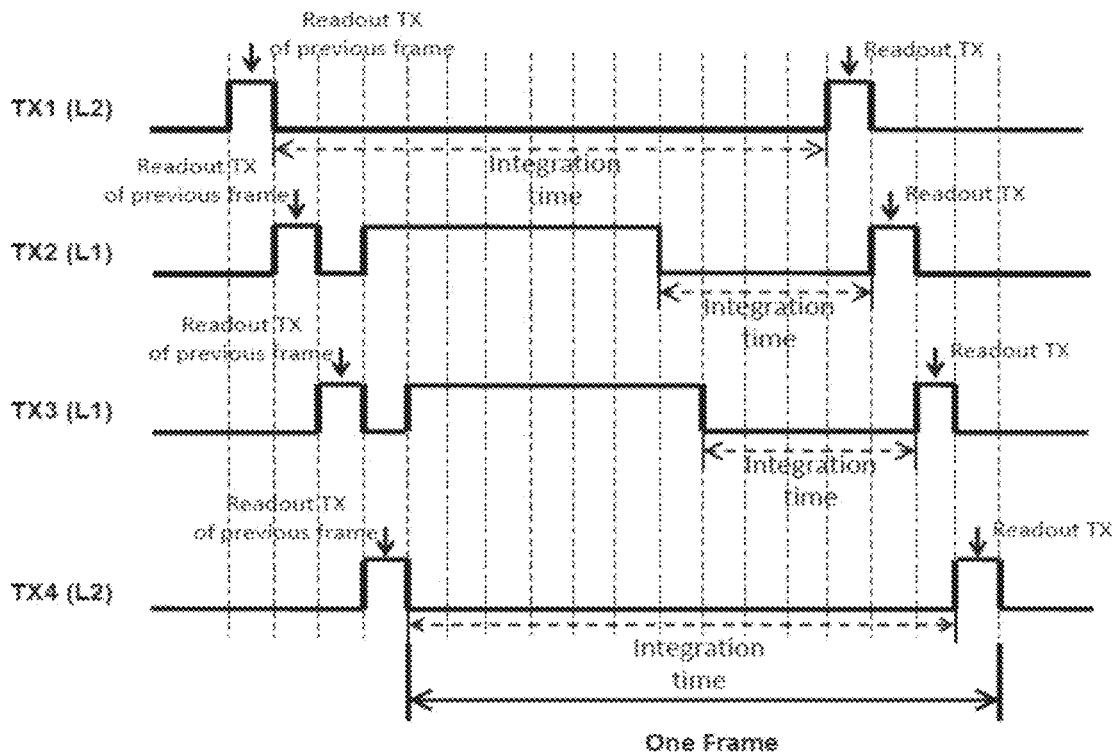 Readout TX
of previous frame
Readout TX
TX1 (L2)
Integration
time
Readout TX
of previous frame
Readout TX
TX2 (L1)
Integration
time
Readout TX
of previous frame
Readout TX
TX3 (L1)
Integration
time
Readout TX
of previous frame
Readout TX
TX4 (L2)
Integration
time
One Frame